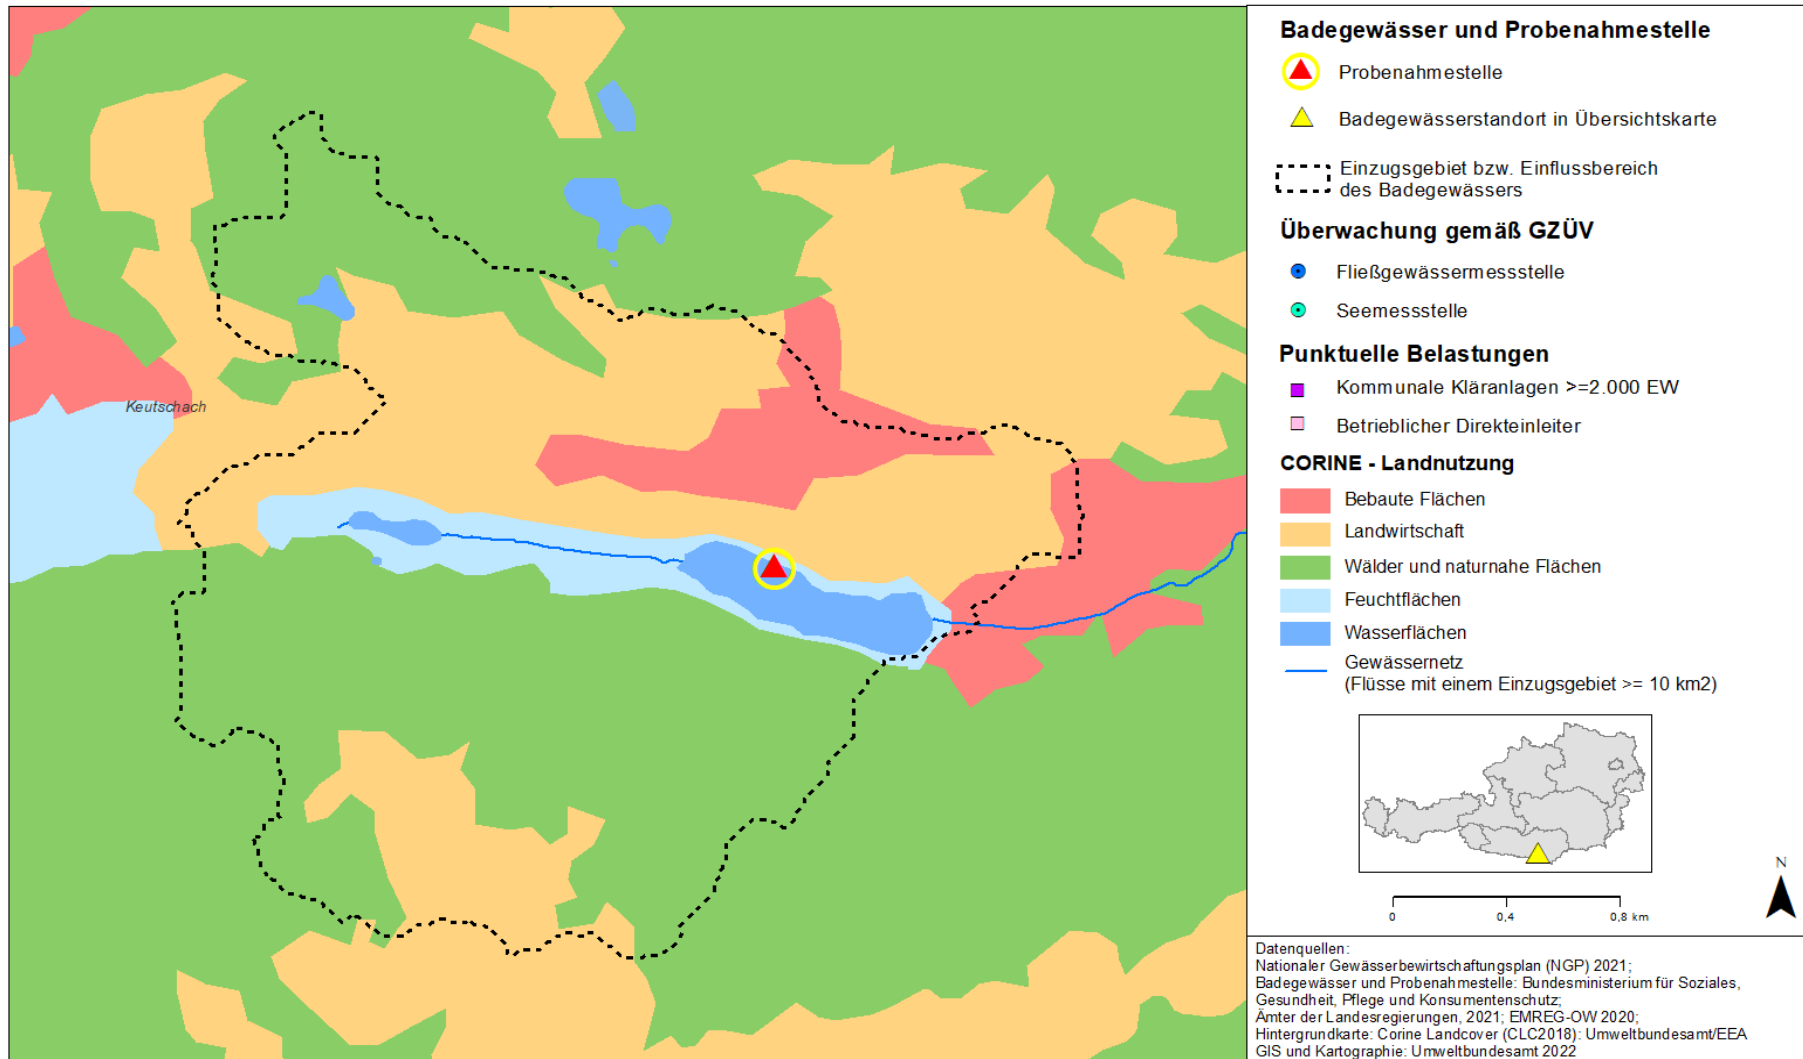 Keutschach
Badegewässer und Probenahmestelle
Probenahmestelle
Badegewässerstandort in Übersichtskarte
Einzugsgebiet bzw. Einflussbereich
des Badegewässers
Überwachung gemäß GZÜV
Fließgewässermessstelle
Seemessstelle
Punktuelle Belastungen
Kommunale Kläranlagen >=2.000 EW
Betrieblicher Direkteinleiter
CORINE - Landnutzung
Bebaute Flächen
Landwirtschaft
Wälder und naturnahe Flächen
Feuchtflächen
Wasserflächen
Gewässernetz
(Flüsse mit einem Einzugsgebiet >= 10 km2)
N
0 0,4 0,8 km
Datenquellen:
Nationaler Gewässerbewirtschaftungsplan (NGP) 2021;
Badegewässer und Probenahmestelle: Bundesministerium für Soziales,
Gesundheit, Pflege und Konsumentenschutz;
Ämter der Landesregierungen, 2021; EMREG-OW 2020;
Hintergrundkarte: Corine Landcover (CLC2018): Umweltbundesamt/EEA
GIS und Kartographie: Umweltbundesamt 2022